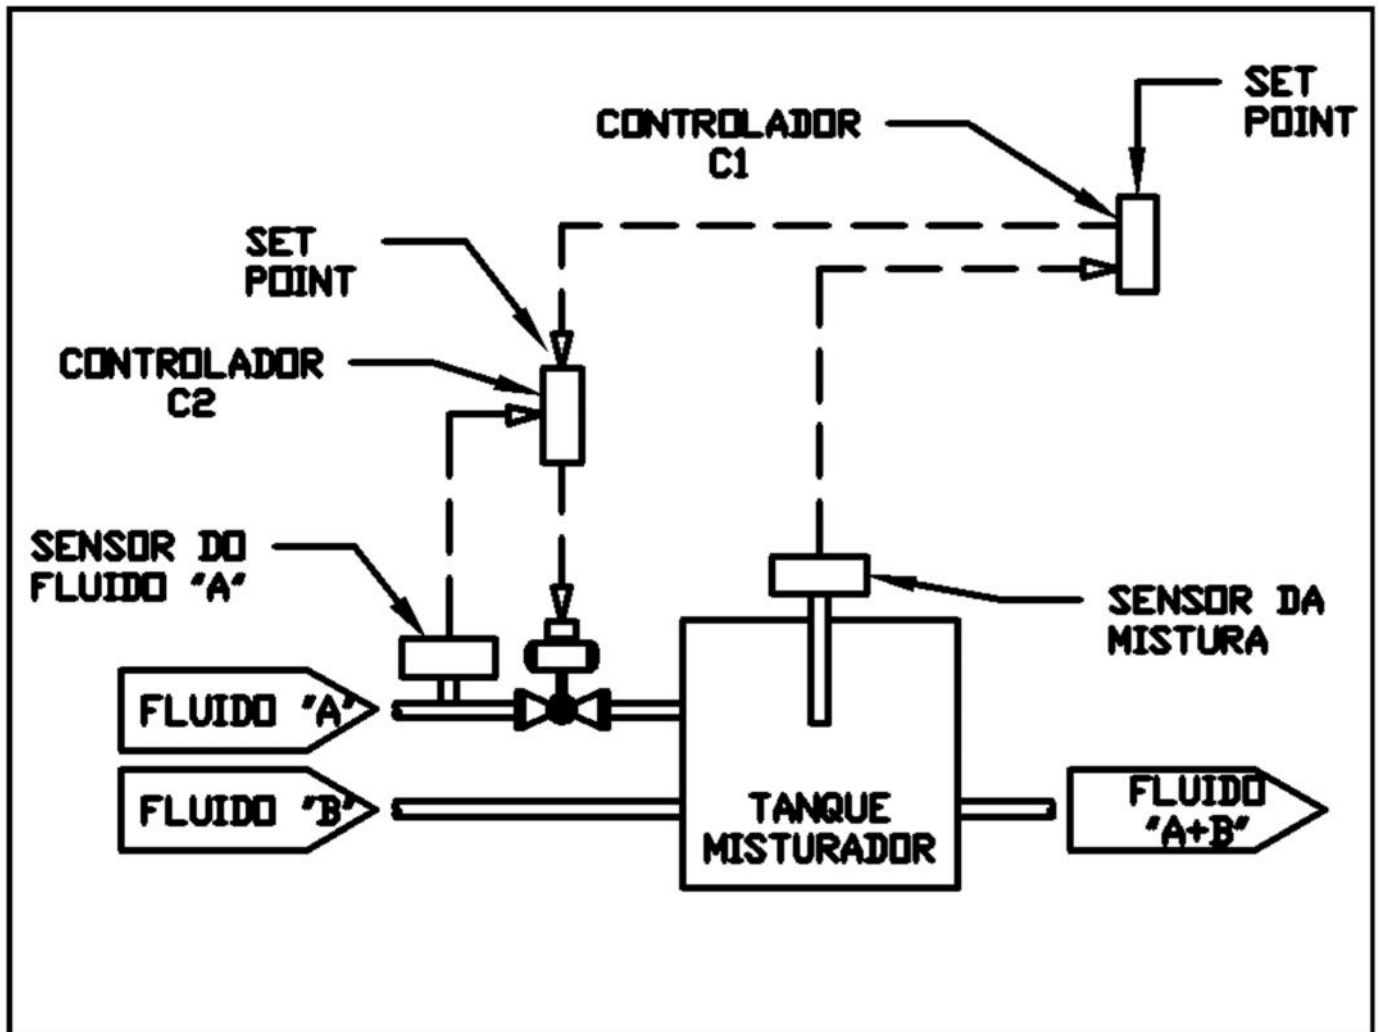 SET
POINT
CONTROLADOR
C1
SET
POINT
CONTROLADOR
C2
SENSOR DO
FLUIDO "A"
SENSOR DA
MISTURA
FLUIDO "A"
FLUIDO "B"
TANQUE
MISTURADOR
FLUIDO
"A+B"